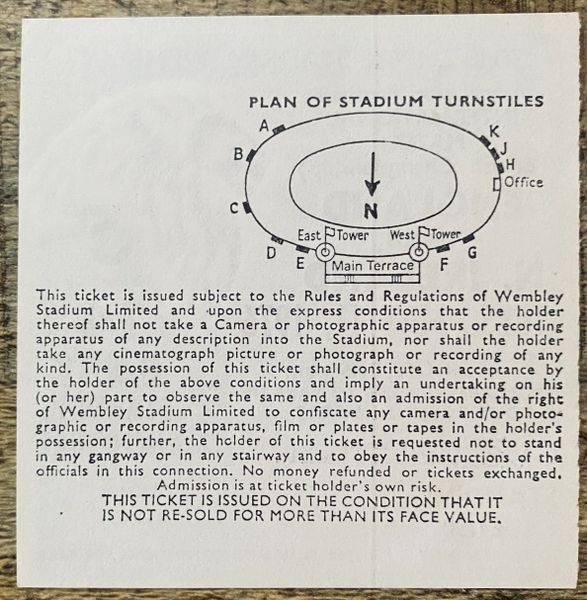 PLAN OF STADIUM TURNSTILES
A
K
B
J
H
Office
N
C
East Tower
West Tower
D
E
Main Terrace
F
G
This ticket is issued subject to the Rules and Regulations of Wembley
Stadium Limited and upon the express conditions that the holder
thereof shall not take a Camera or photographic apparatus or recording
apparatus of any description into the Stadium, nor shall the holder
take any cinematograph picture or photograph or recording of any
kind. The possession of this ticket shall constitute an acceptance by
the holder of the above conditions and imply an undertaking on his
(or her) part to observe the same and also an admission of the right
of Wembley Stadium Limited to confiscate any camera and/or photo-
graphic or recording apparatus, film or plates or tapes in the holder's
possession; further, the holder of this ticket is requested not to stand
in any gangway or in any stairway and to obey the instructions of the
officials in this connection. No money refunded or tickets exchanged.
Admission is at ticket holder's own risk.
THIS TICKET IS ISSUED ON THE CONDITION THAT IT
IS NOT RE-SOLD FOR MORE THAN ITS FACE VALUE.